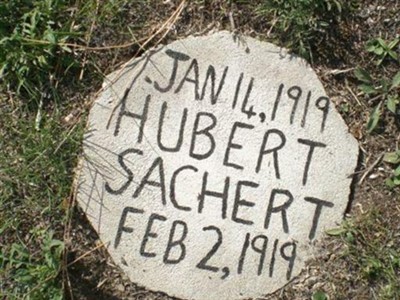 JAN 14, 1919
HUBERT
SACHERT
FEB 2, 1919